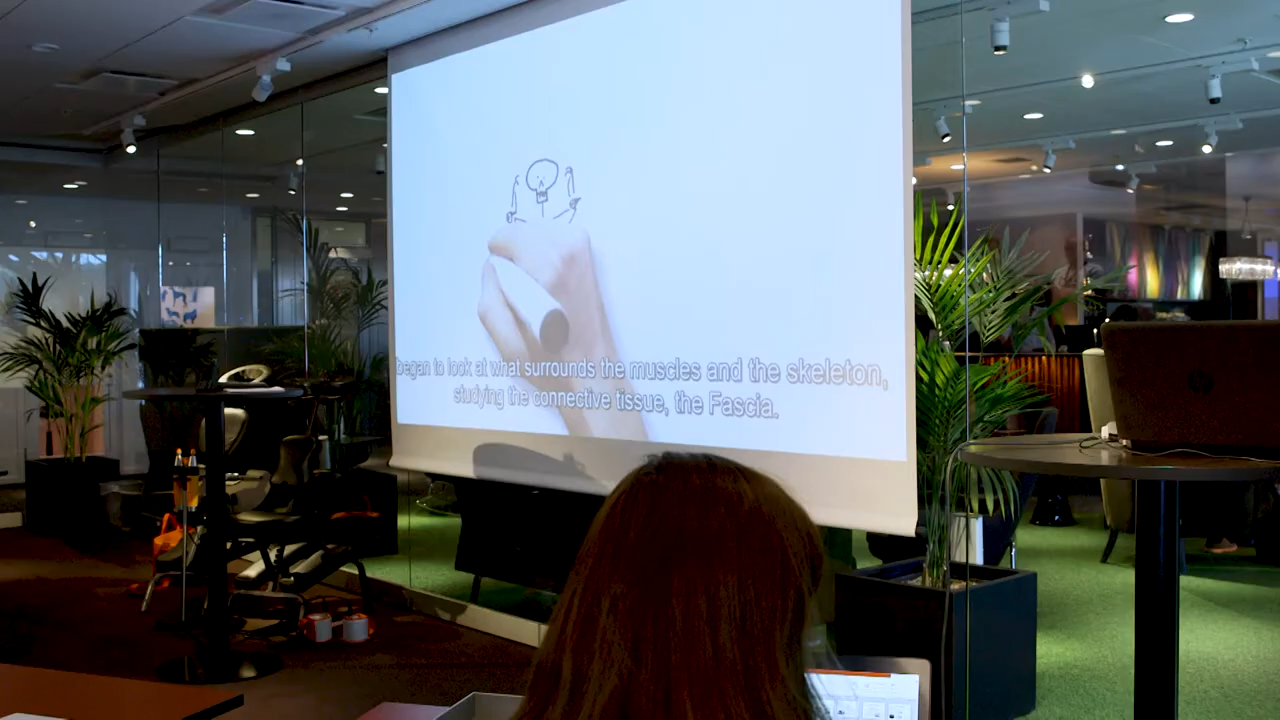 began to look at what surrounds the muscles and the skeleton,
studying the connective tissue, the Fascia.